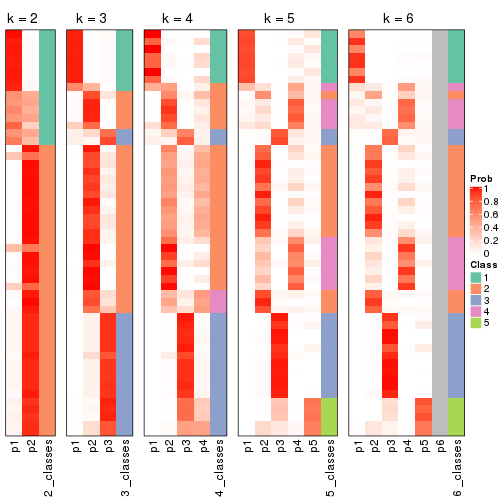 k = 2
k = 3
k = 4
k = 5
k = 6
p1
p2
2_classes
p1
p2
p3
3_classes
p1
p2
p3
p4
4_classes
p1
p2
p3
p4
p5
5_classes
p1
p2
p3
p4
p5
p6
6_classes
Prob
1
0.8
0.6
0.4
0.2
0
Class
1
2
3
4
5